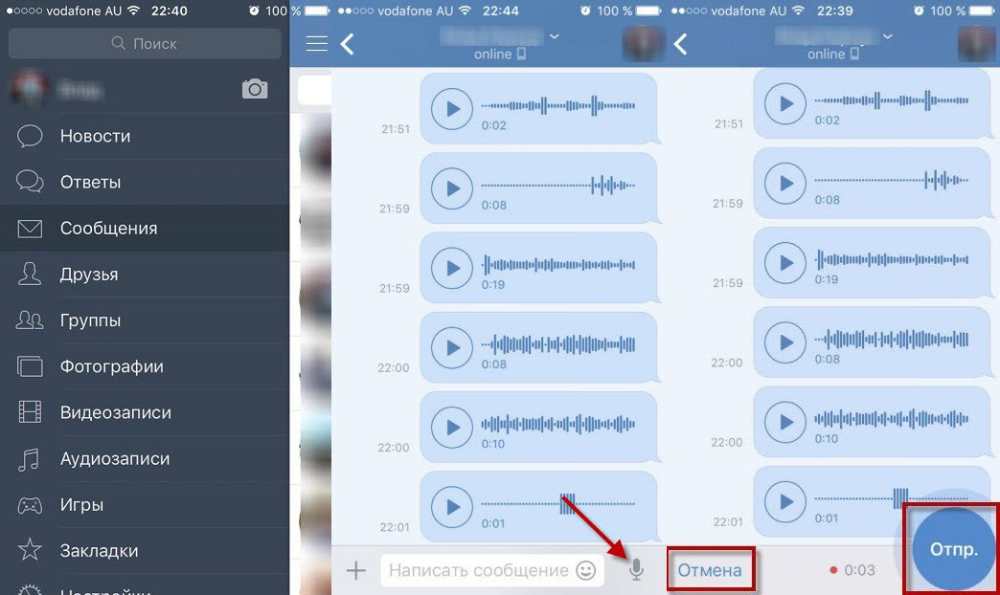 vodafone AU 22:40 100 %
Поиск
Новости
Ответы
Сообщения
Друзья
Группы
Фотографии
Видеозаписи
Аудиозаписи
Игры
Закладки
Настройки
vodafone AU 22:44 100 %
online
21:51
0:02
21:59
0:08
21:59
0:19
22:00
0:08
22:00
0:10
22:01
0:01
Написать сообщение
vodafone AU 22:39 100 %
online
21:51
0:02
21:59
0:08
21:59
0:19
22:00
0:08
22:00
0:10
22:01
0:01
Отмена
0:03
Отпр.